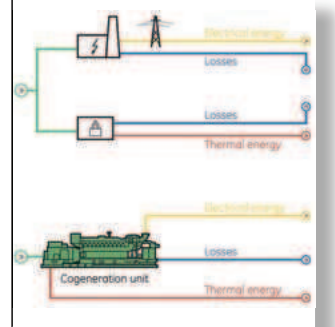 Electrical energy
Losses
Losses
Thermal energy
Electrical energy
Losses
Cogeneration unit
Thermal energy